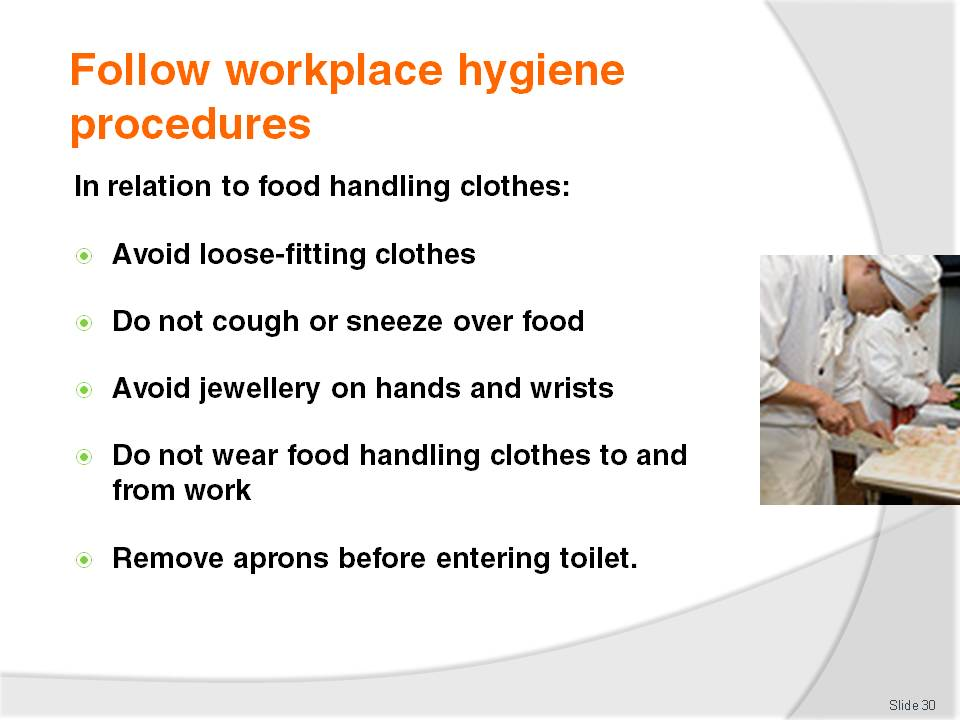 Follow workplace hygiene
procedures
In relation to food handling clothes:
Avoid loose-fitting clothes
Do not cough or sneeze over food
Avoid jewellery on hands and wrists
Do not wear food handling clothes to and
from work
Remove aprons before entering toilet.
Slide 30